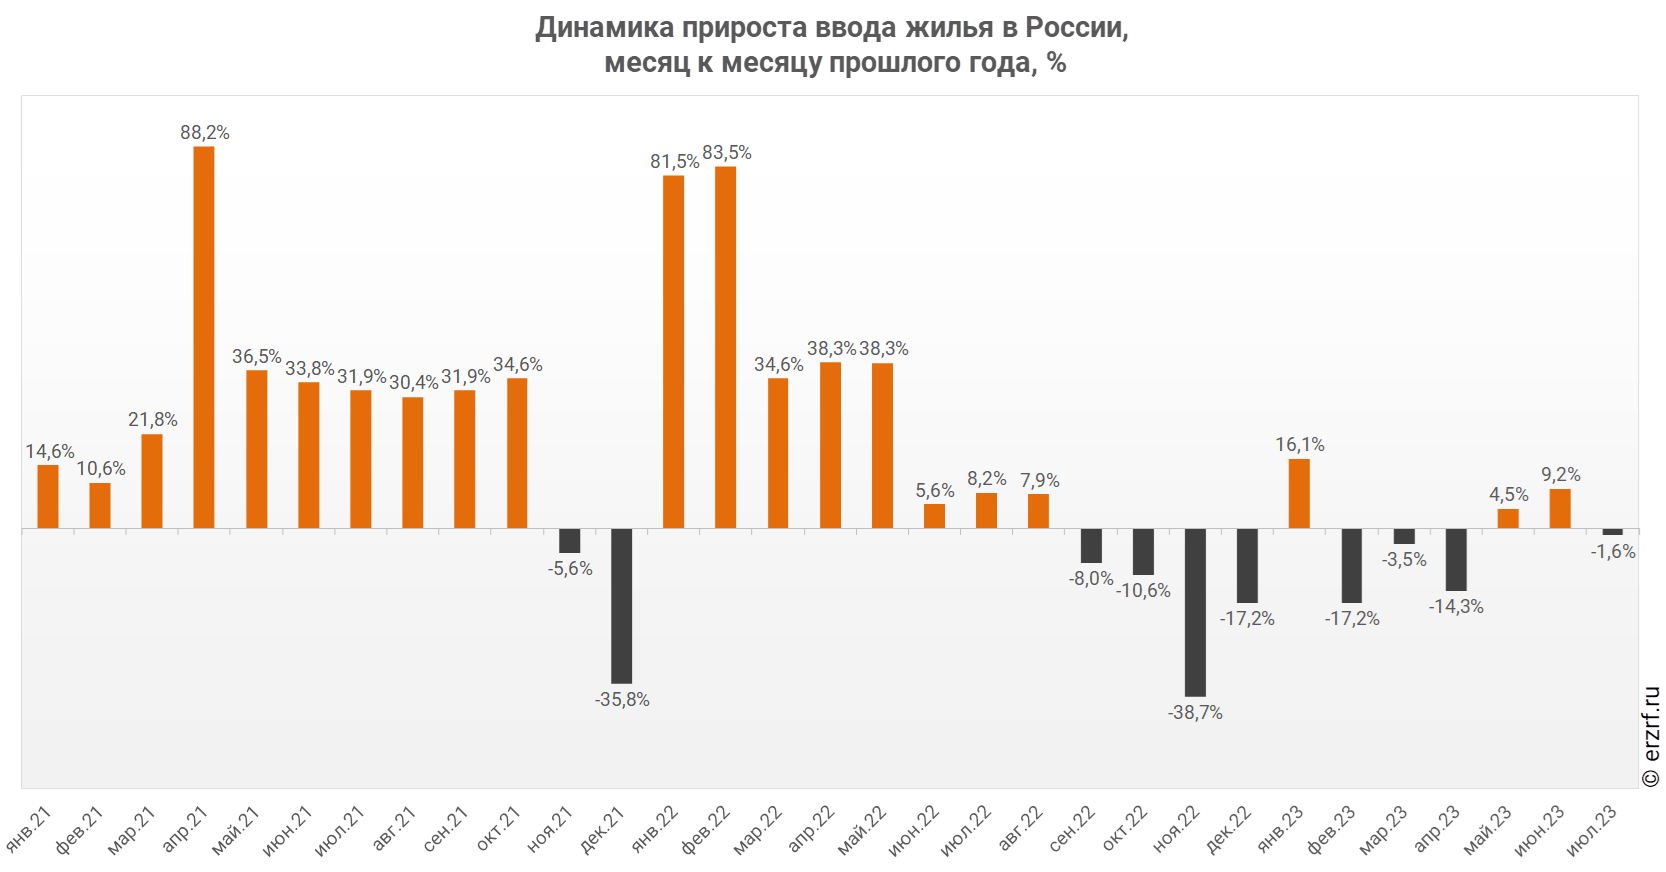 Динамика прироста ввода жилья в России,
месяц к месяцу прошлого года, %
14,6%
10,6%
21,8%
88,2%
36,5%
33,8%
31,9%
30,4%
31,9%
34,6%
-5,6%
-35,8%
81,5%
83,5%
34,6%
38,3%
38,3%
5,6%
8,2%
7,9%
-8,0%
-10,6%
-38,7%
-17,2%
16,1%
-17,2%
-3,5%
-14,3%
4,5%
9,2%
-1,6%
янв.21
фев.21
мар.21
апр.21
май.21
июн.21
июл.21
авг.21
сен.21
окт.21
ноя.21
дек.21
янв.22
фев.22
мар.22
апр.22
май.22
июн.22
июл.22
авг.22
сен.22
окт.22
ноя.22
дек.22
янв.23
фев.23
мар.23
апр.23
май.23
июн.23
июл.23
© erzrf.ru